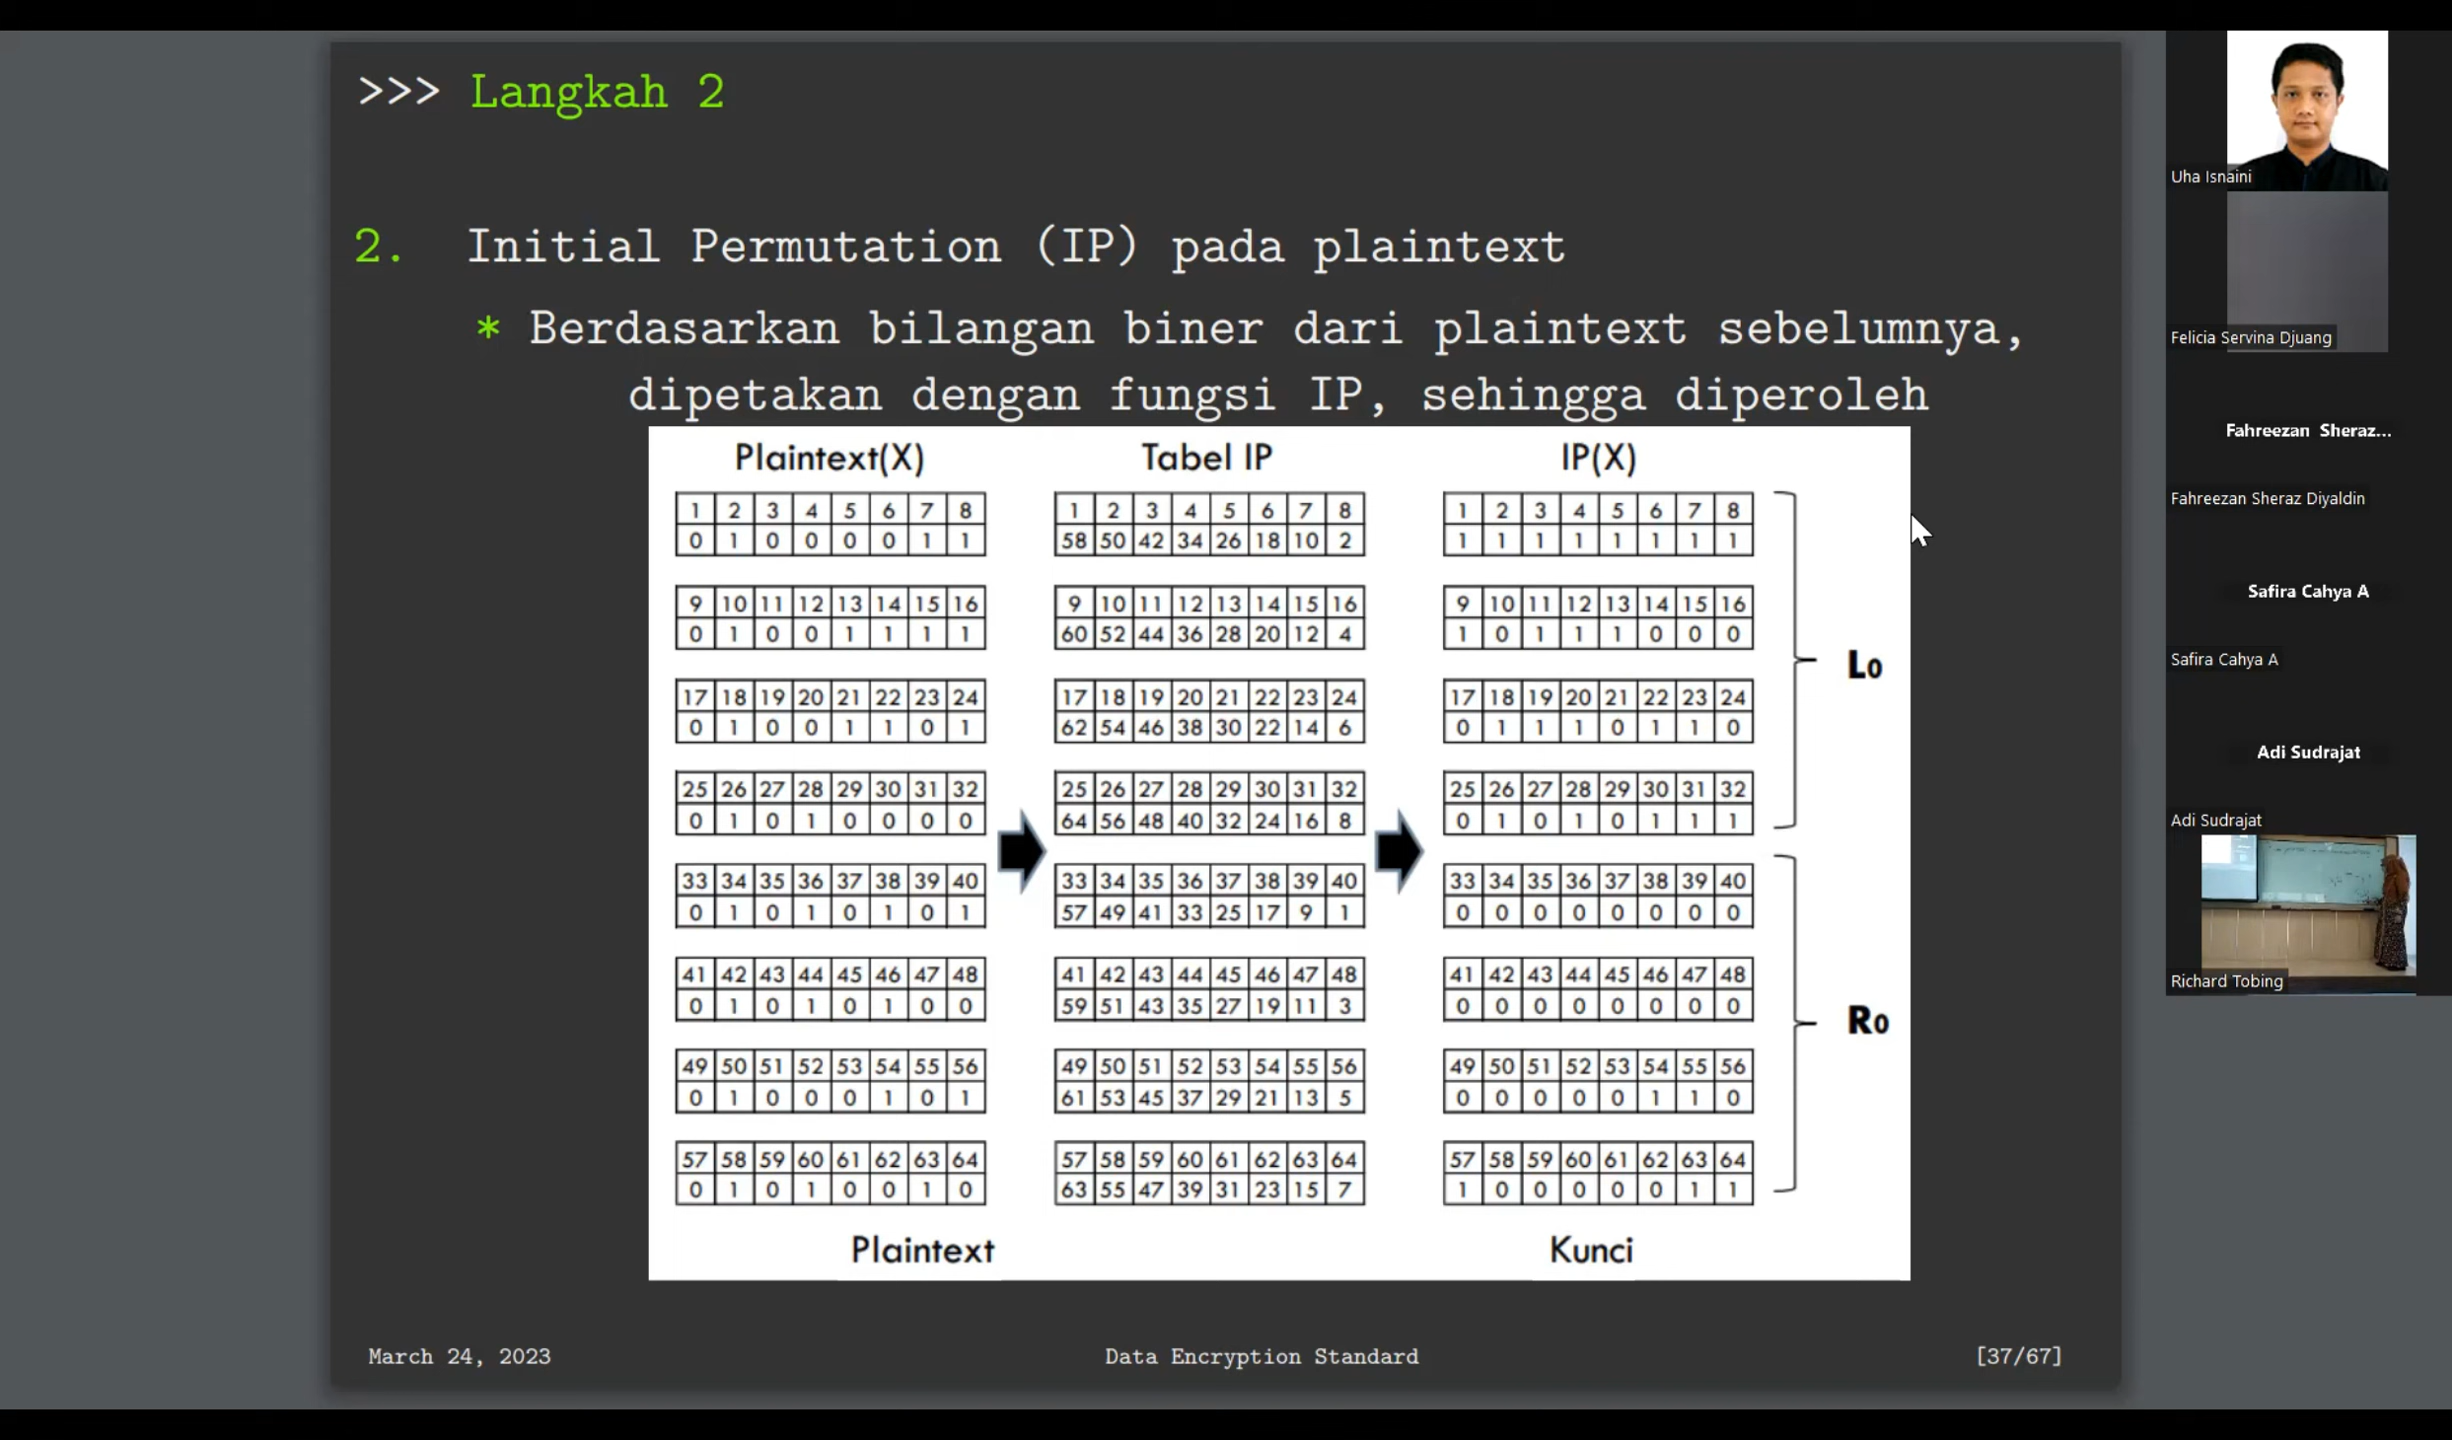 >>> Langkah 2
2. Initial Permutation (IP) pada plaintext
* Berdasarkan bilangan biner dari plaintext sebelumnya,
dipetakan dengan fungsi IP, sehingga diperoleh
Plaintext(X) Tabel IP IP(X)
1 2 3 4 5 6 7 8 1 2 3 4 5 6 7 8 1 2 3 4 5 6 7 8
0 1 0 0 0 0 1 1 58 50 42 34 26 18 10 2 1 1 1 1 1 1 1 1
9 10 11 12 13 14 15 16 9 10 11 12 13 14 15 16 9 10 11 12 13 14 15 16
0 1 0 0 1 1 1 1 60 52 44 36 28 20 12 4 1 0 1 1 1 0 0 0
L0
17 18 19 20 21 22 23 24 17 18 19 20 21 22 23 24 17 18 19 20 21 22 23 24
0 1 0 0 1 1 0 1 62 54 46 38 30 22 14 6 0 1 1 1 0 1 1 0
25 26 27 28 29 30 31 32 25 26 27 28 29 30 31 32 25 26 27 28 29 30 31 32
0 1 0 1 0 0 0 0 64 56 48 40 32 24 16 8 0 1 0 1 0 1 1 1
33 34 35 36 37 38 39 40 33 34 35 36 37 38 39 40 33 34 35 36 37 38 39 40
0 1 0 1 0 1 0 1 57 49 41 33 25 17 9 1 0 0 0 0 0 0 0 0
41 42 43 44 45 46 47 48 41 42 43 44 45 46 47 48 41 42 43 44 45 46 47 48
0 1 0 1 0 1 0 0 59 51 43 35 27 19 11 3 0 0 0 0 0 0 0 0
R0
49 50 51 52 53 54 55 56 49 50 51 52 53 54 55 56 49 50 51 52 53 54 55 56
0 1 0 0 0 1 0 1 61 53 45 37 29 21 13 5 0 0 0 0 0 1 1 0
57 58 59 60 61 62 63 64 57 58 59 60 61 62 63 64 57 58 59 60 61 62 63 64
0 1 0 1 0 0 1 0 63 55 47 39 31 23 15 7 1 0 0 0 0 0 1 1
Plaintext Kunci
March 24, 2023 Data Encryption Standard [37/67]
Uha Isnaini
Felicia Servina Djuang
Fahreezan Sheraz...
Fahreezan Sheraz Diyaldin
Safira Cahya A
Safira Cahya A
Adi Sudrajat
Adi Sudrajat
Richard Tobing